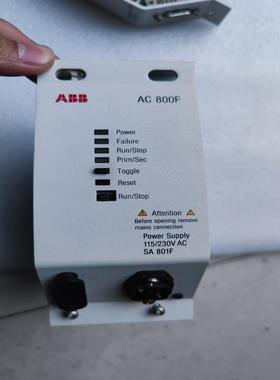 ABB AC 800F
Power
Failure
Run/Stop
Prim/Sec
Toggle
Reset
Run/Stop
Attention
Before opening remove
mains connection
Power Supply
115/230V AC
SA 801F